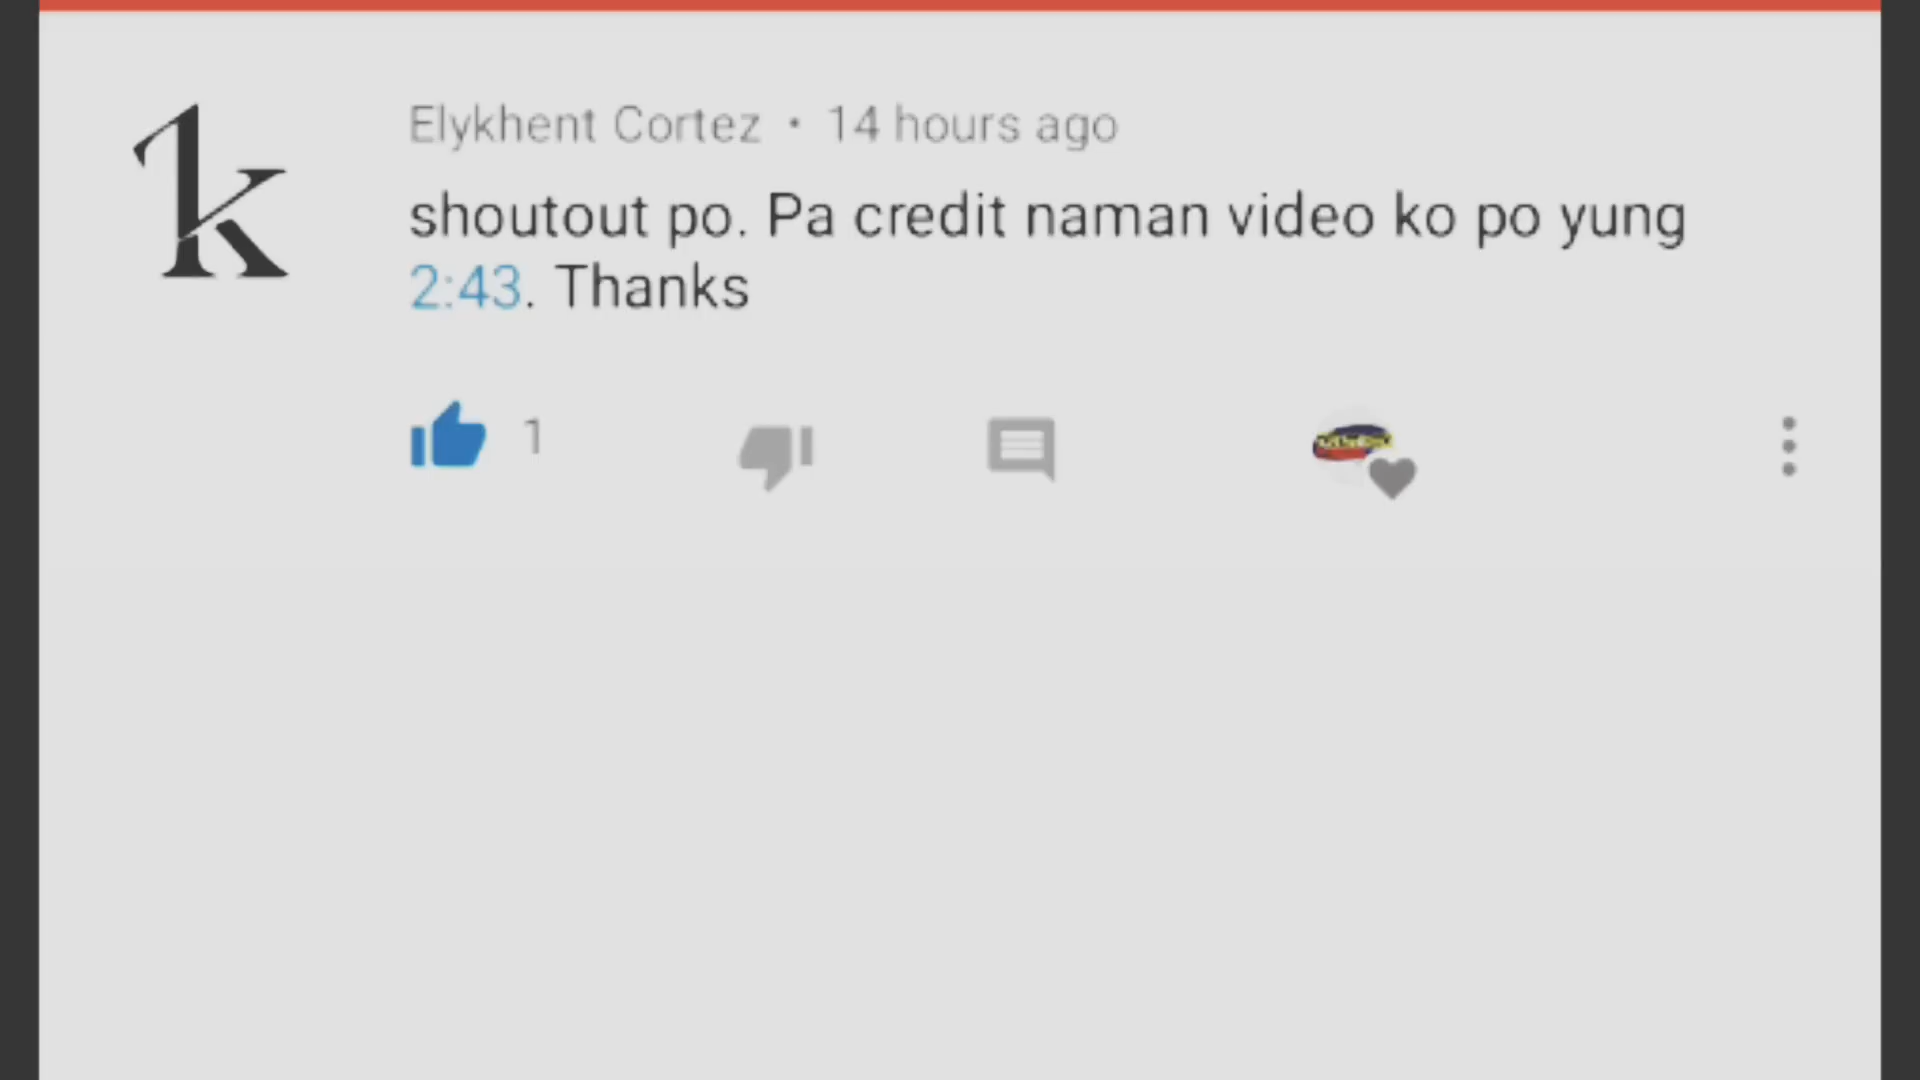 k
Elykhent Cortez • 14 hours ago
shoutout po. Pa credit naman video ko po yung
2:43. Thanks
1